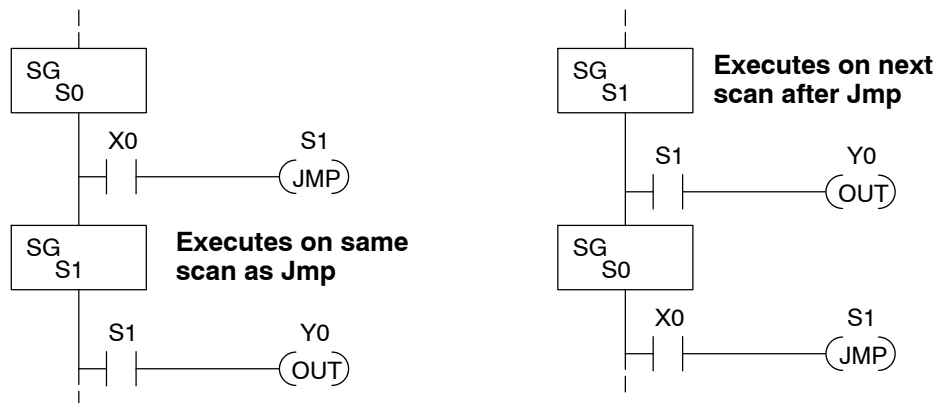 SG
S0
X0
S1
JMP
SG
S1
Executes on same
scan as Jmp
S1
Y0
OUT
SG
S1
Executes on next
scan after Jmp
S1
Y0
OUT
SG
S0
X0
S1
JMP